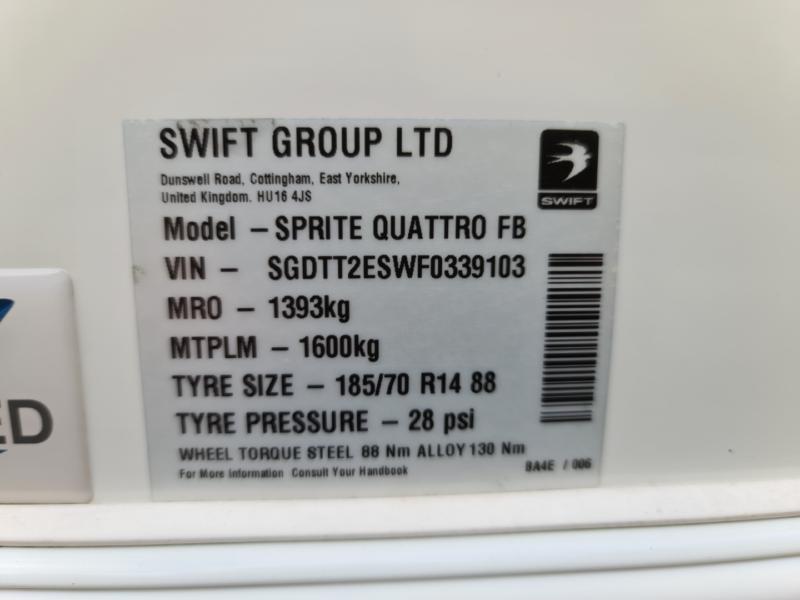 SWIFT GROUP LTD
Dunswell Road, Cottingham, East Yorkshire,
United Kingdom. HU16 4JS
SWIFT
Model – SPRITE QUATTRO FB
VIN – SGDTT2ESWF0339103
MRO – 1393kg
MTPLM – 1600kg
TYRE SIZE – 185/70 R14 88
TYRE PRESSURE – 28 psi
WHEEL TORQUE STEEL 88 Nm ALLOY 130 Nm
For More Information Consult Your Handbook
8A4E / 006
ED